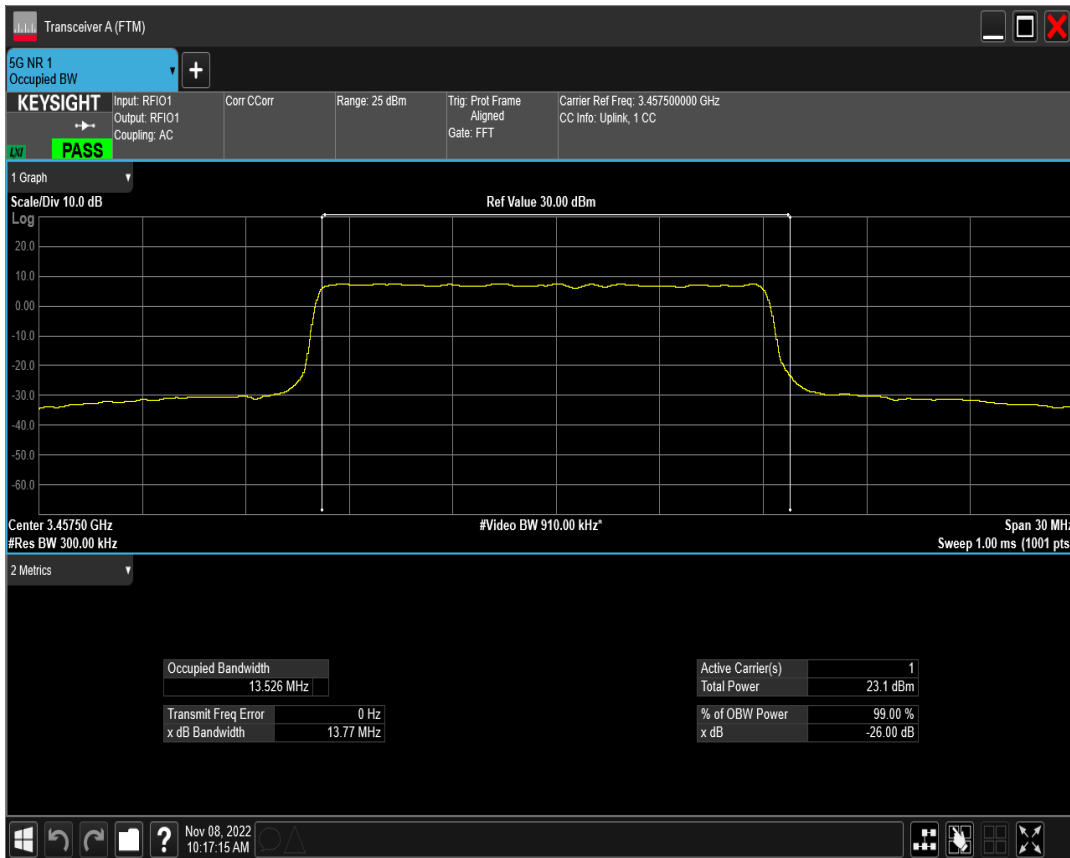 Transceiver A (FTM)
5G NR 1
Occupied BW
+
KEYSIGHT
LXI
PASS
Input: RFIO1
Output: RFIO1
Coupling: AC
Corr CCorr
Range: 25 dBm
Trig: Prot Frame
Aligned
Gate: FFT
Carrier Ref Freq: 3.457500000 GHz
CC Info: Uplink, 1 CC
1 Graph
Scale/Div 10.0 dB
Ref Value 30.00 dBm
Log
20.0
10.0
0.00
-10.0
-20.0
-30.0
-40.0
-50.0
-60.0
Center 3.45750 GHz
#Video BW 910.00 kHz*
Span 30 MHz
#Res BW 300.00 kHz
Sweep 1.00 ms (1001 pts
2 Metrics
Occupied Bandwidth
13.526 MHz
Transmit Freq Error 0 Hz
x dB Bandwidth 13.77 MHz
Active Carrier(s) 1
Total Power 23.1 dBm
% of OBW Power 99.00 %
x dB -26.00 dB
?
Nov 08, 2022
10:17:15 AM